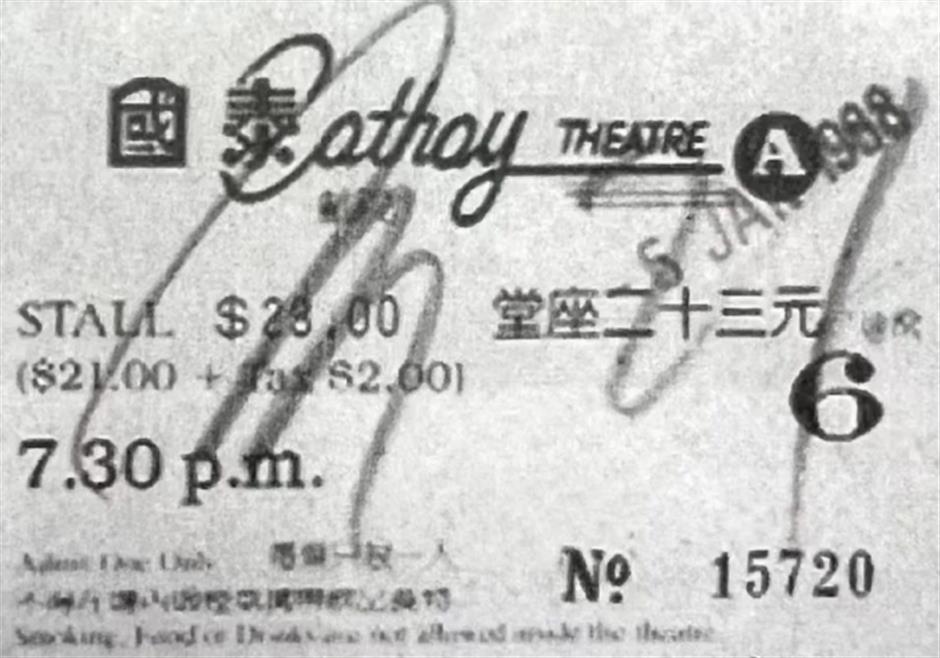 國泰 Cathay THEATRE A
JAN 1988
STALL $23.00 堂座二十三元
($21.00 + Tax $2.00)
6
7.30 p.m.
Admit One Only 一人
Nº 15720
Smoking, Food or Drinks are not allowed inside the theatre